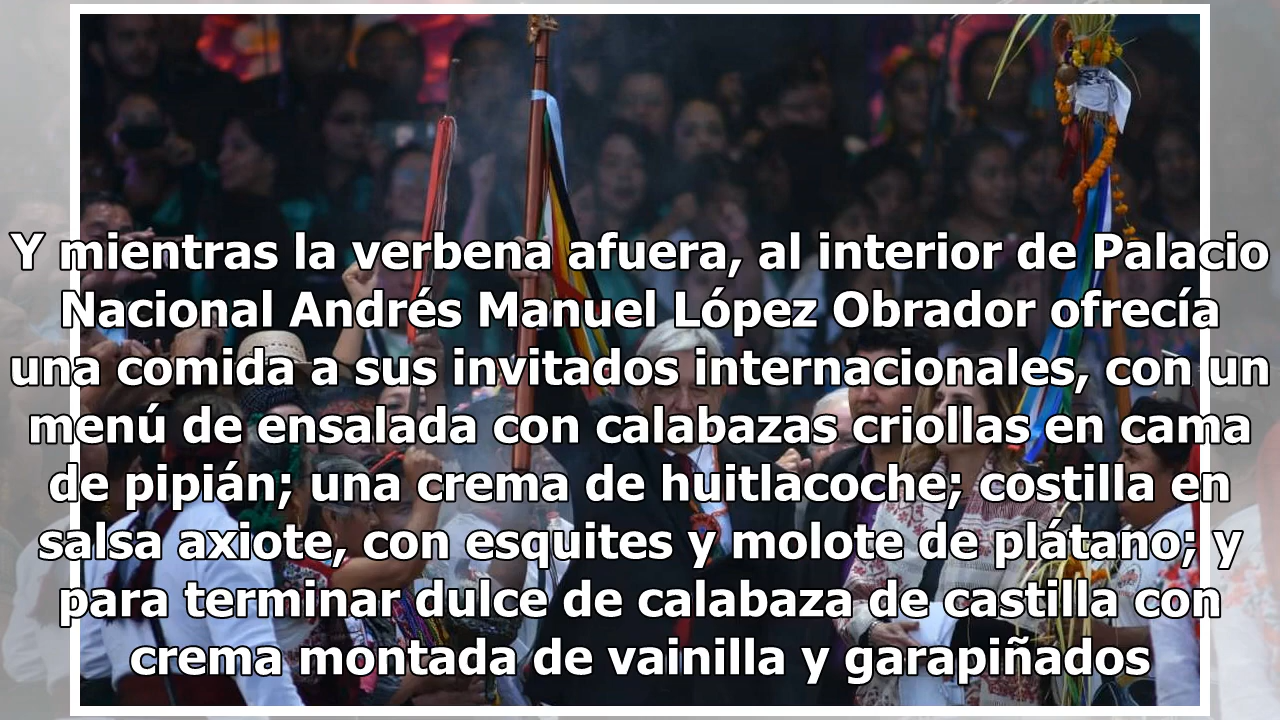 Y mientras la verbena afuera, al interior de Palacio
Nacional Andrés Manuel López Obrador ofrecía
una comida a sus invitados internacionales, con un
menú de ensalada con calabazas criollas en cama
de pipián; una crema de huitlacoche; costilla en
salsa axiote, con esquites y molote de plátano; y
para terminar dulce de calabaza de castilla con
crema montada de vainilla y garapiñados